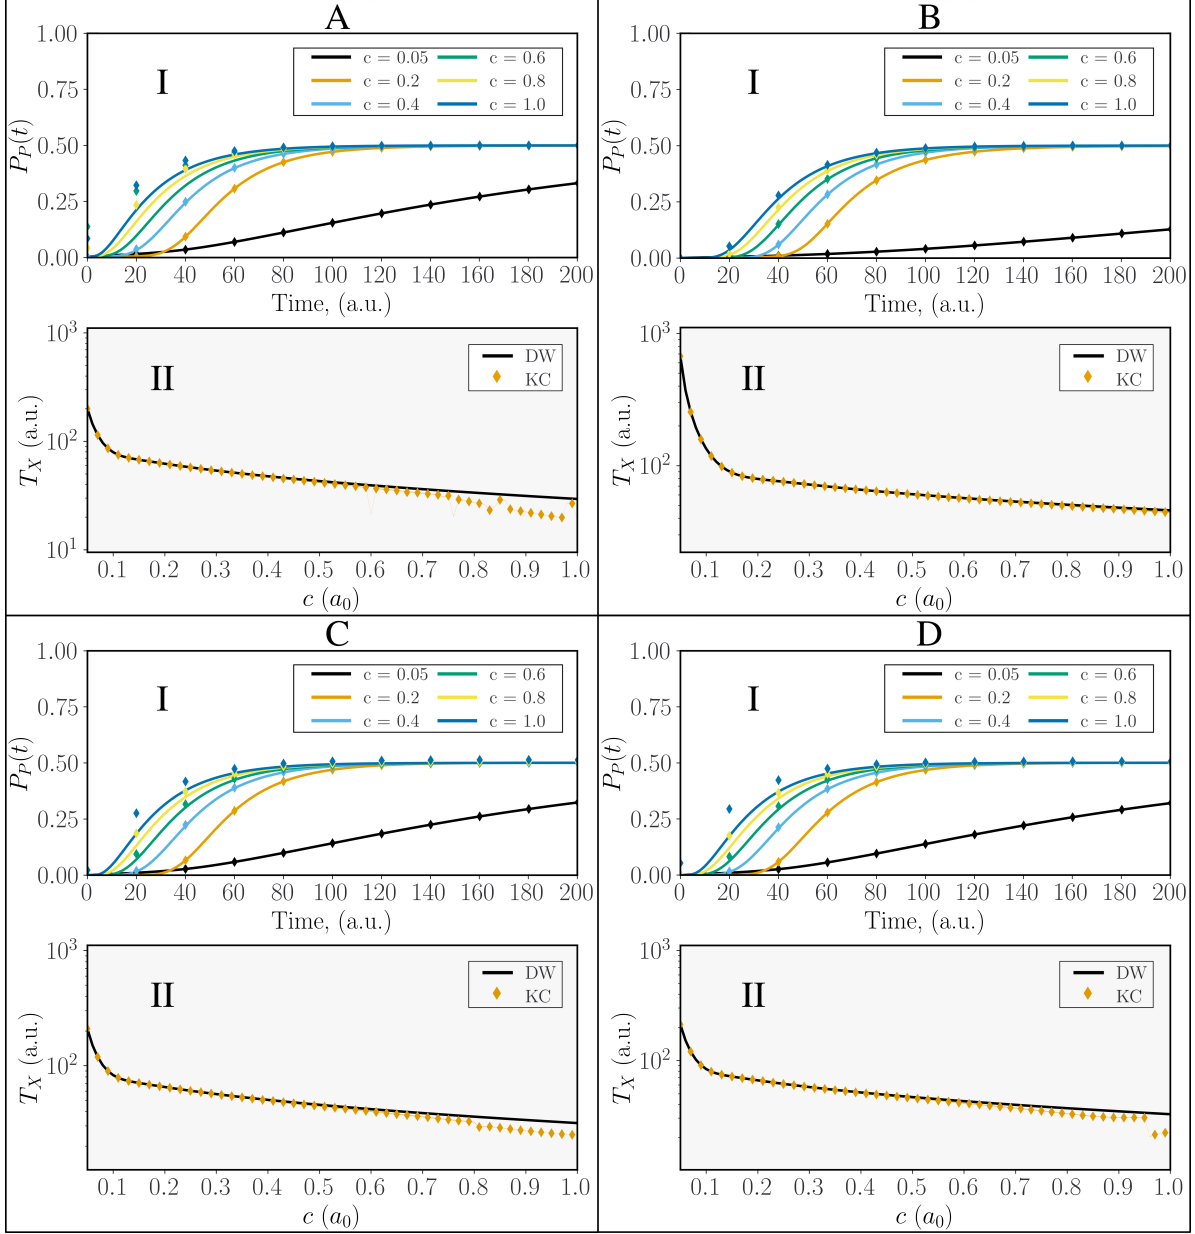 A
I
1.00
0.75
0.50
0.25
0.00
P_P(t)
c = 0.05
c = 0.2
c = 0.4
c = 0.6
c = 0.8
c = 1.0
0 20 40 60 80 100 120 140 160 180 200
Time, (a.u.)
II
10^3
10^2
10^1
T_X (a.u.)
DW
KC
0.1 0.2 0.3 0.4 0.5 0.6 0.7 0.8 0.9 1.0
c (a_0)
B
I
1.00
0.75
0.50
0.25
0.00
P_P(t)
c = 0.05
c = 0.2
c = 0.4
c = 0.6
c = 0.8
c = 1.0
0 20 40 60 80 100 120 140 160 180 200
Time, (a.u.)
II
10^3
10^2
T_X (a.u.)
DW
KC
0.1 0.2 0.3 0.4 0.5 0.6 0.7 0.8 0.9 1.0
c (a_0)
C
I
1.00
0.75
0.50
0.25
0.00
P_P(t)
c = 0.05
c = 0.2
c = 0.4
c = 0.6
c = 0.8
c = 1.0
0 20 40 60 80 100 120 140 160 180 200
Time, (a.u.)
II
10^3
10^2
T_X (a.u.)
DW
KC
0.1 0.2 0.3 0.4 0.5 0.6 0.7 0.8 0.9 1.0
c (a_0)
D
I
1.00
0.75
0.50
0.25
0.00
P_P(t)
c = 0.05
c = 0.2
c = 0.4
c = 0.6
c = 0.8
c = 1.0
0 20 40 60 80 100 120 140 160 180 200
Time, (a.u.)
II
10^3
10^2
T_X (a.u.)
DW
KC
0.1 0.2 0.3 0.4 0.5 0.6 0.7 0.8 0.9 1.0
c (a_0)